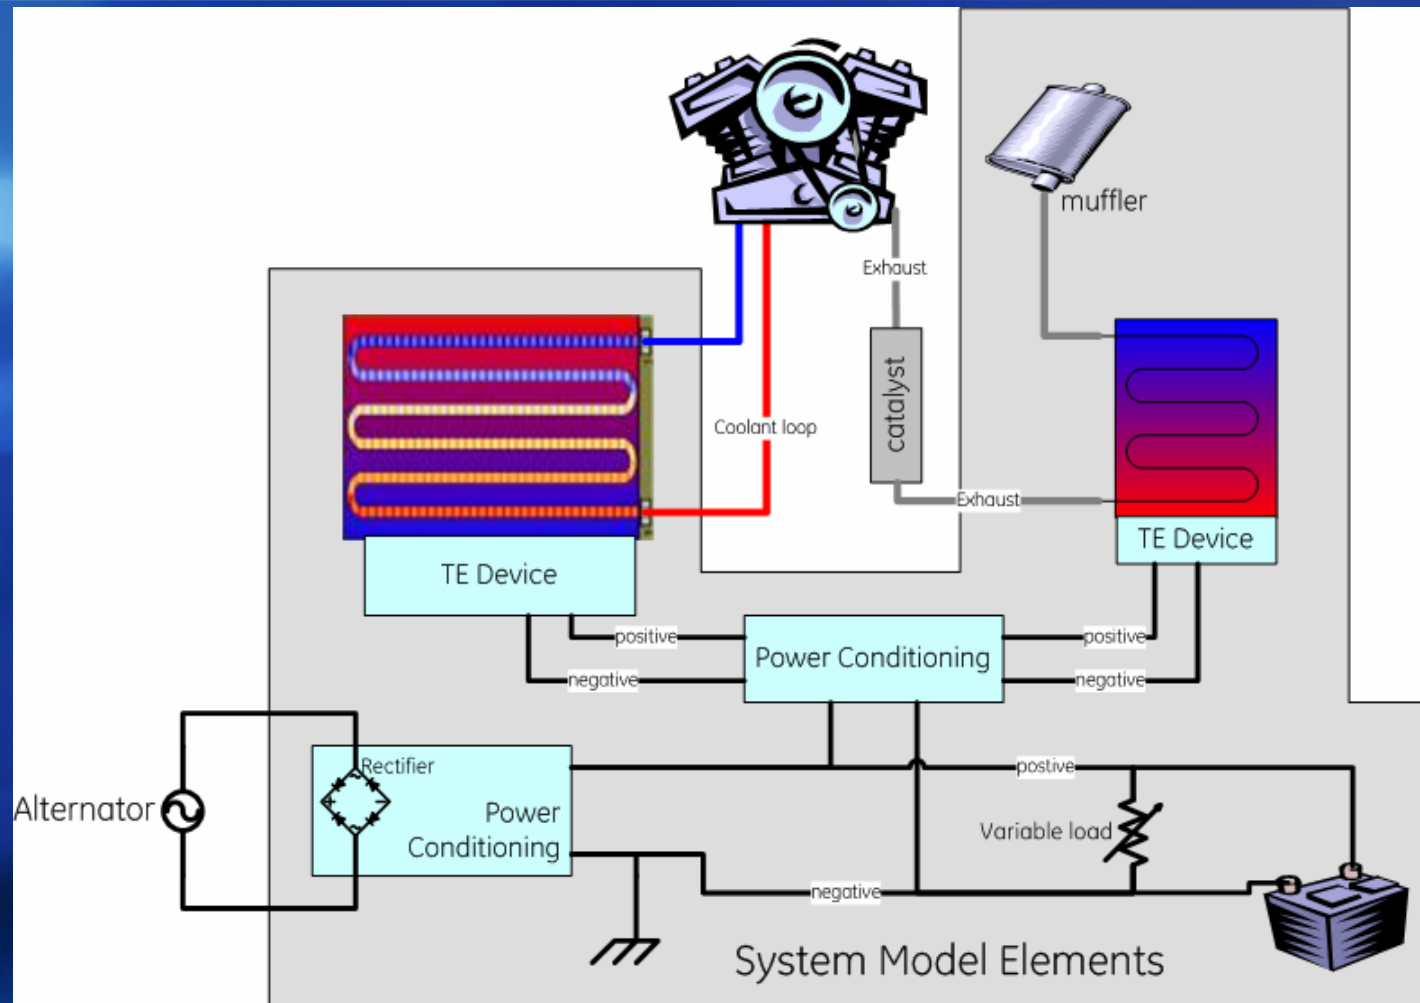 muffler
Exhaust
catalyst
Coolant loop
Exhaust
TE Device
TE Device
positive
positive
Power Conditioning
negative
negative
Rectifier
postive
Alternator
Power
Conditioning
Variable load
negative
System Model Elements